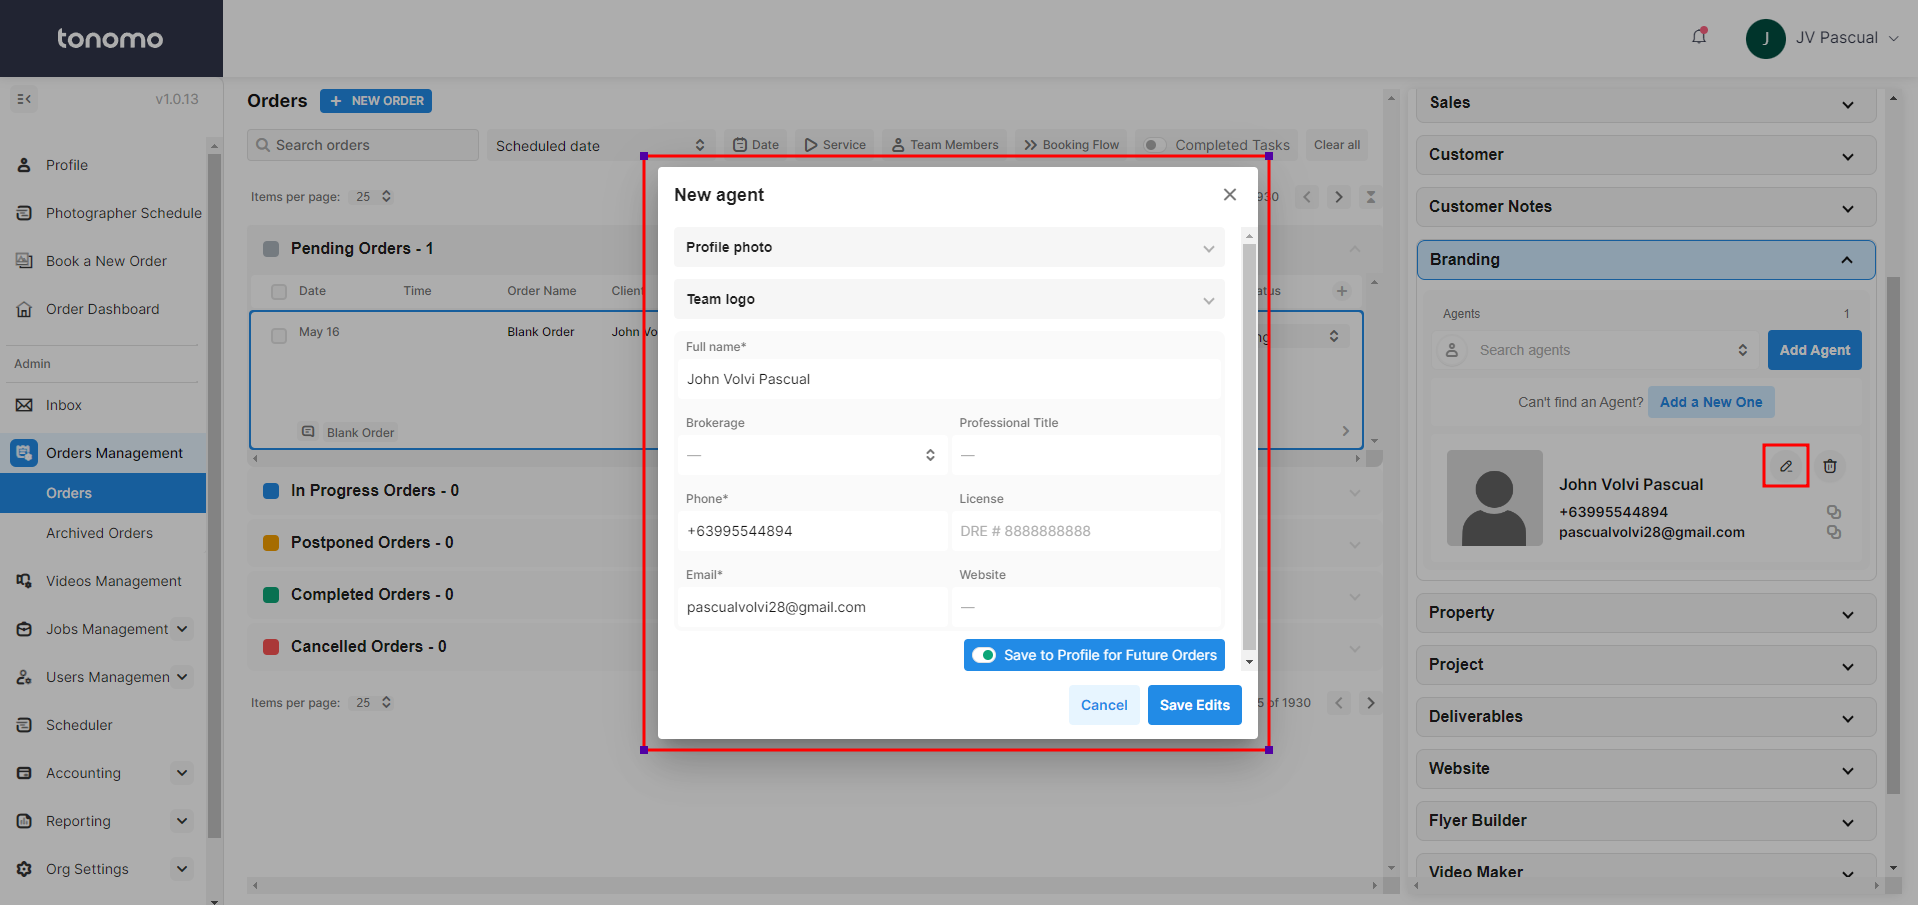 tonomo
J
JV Pascual
v1.0.13
Profile
Photographer Schedule
Book a New Order
Order Dashboard
Admin
Inbox
Orders Management
Orders
Archived Orders
Videos Management
Jobs Management
Users Managemen
Scheduler
Accounting
Reporting
Org Settings
Orders
+ NEW ORDER
Search orders
Scheduled date
Date
Service
Team Members
Booking Flow
Completed Tasks
Clear all
Items per page: 25
930
Pending Orders - 1
Date
Time
Order Name
Client
atus
May 16
Blank Order
John Vo
ng
Blank Order
In Progress Orders - 0
Postponed Orders - 0
Completed Orders - 0
Cancelled Orders - 0
Items per page: 25
5 of 1930
New agent
Profile photo
Team logo
Full name*
John Volvi Pascual
Brokerage
Professional Title
—
—
Phone*
License
+63995544894
DRE # 8888888888
Email*
Website
pascualvolvi28@gmail.com
—
Save to Profile for Future Orders
Cancel
Save Edits
Sales
Customer
Customer Notes
Branding
Agents
1
Search agents
Add Agent
Can't find an Agent?
Add a New One
John Volvi Pascual
+63995544894
pascualvolvi28@gmail.com
Property
Project
Deliverables
Website
Flyer Builder
Video Maker